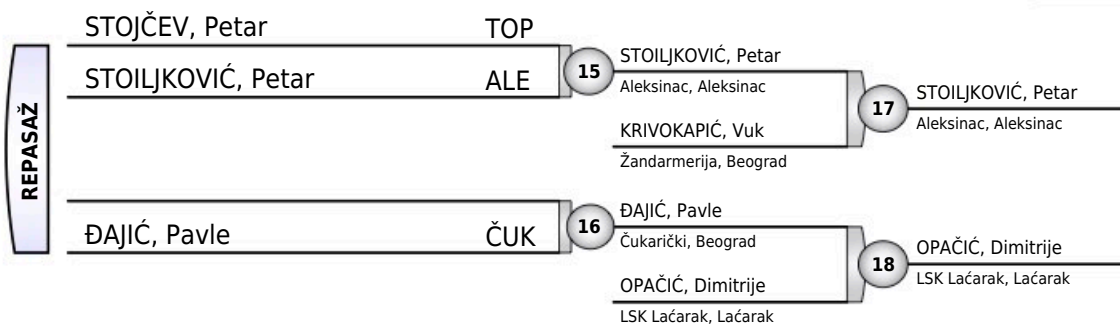 REPASAŽ
STOJČEV, Petar TOP
STOILJKOVIĆ, Petar ALE
15
STOILJKOVIĆ, Petar
Aleksinac, Aleksinac
KRIVOKAPIĆ, Vuk
Žandarmerija, Beograd
17
STOILJKOVIĆ, Petar
Aleksinac, Aleksinac
ĐAJIĆ, Pavle ČUK
16
ĐAJIĆ, Pavle
Čukarički, Beograd
OPAČIĆ, Dimitrije
LSK Laćarak, Laćarak
18
OPAČIĆ, Dimitrije
LSK Laćarak, Laćarak